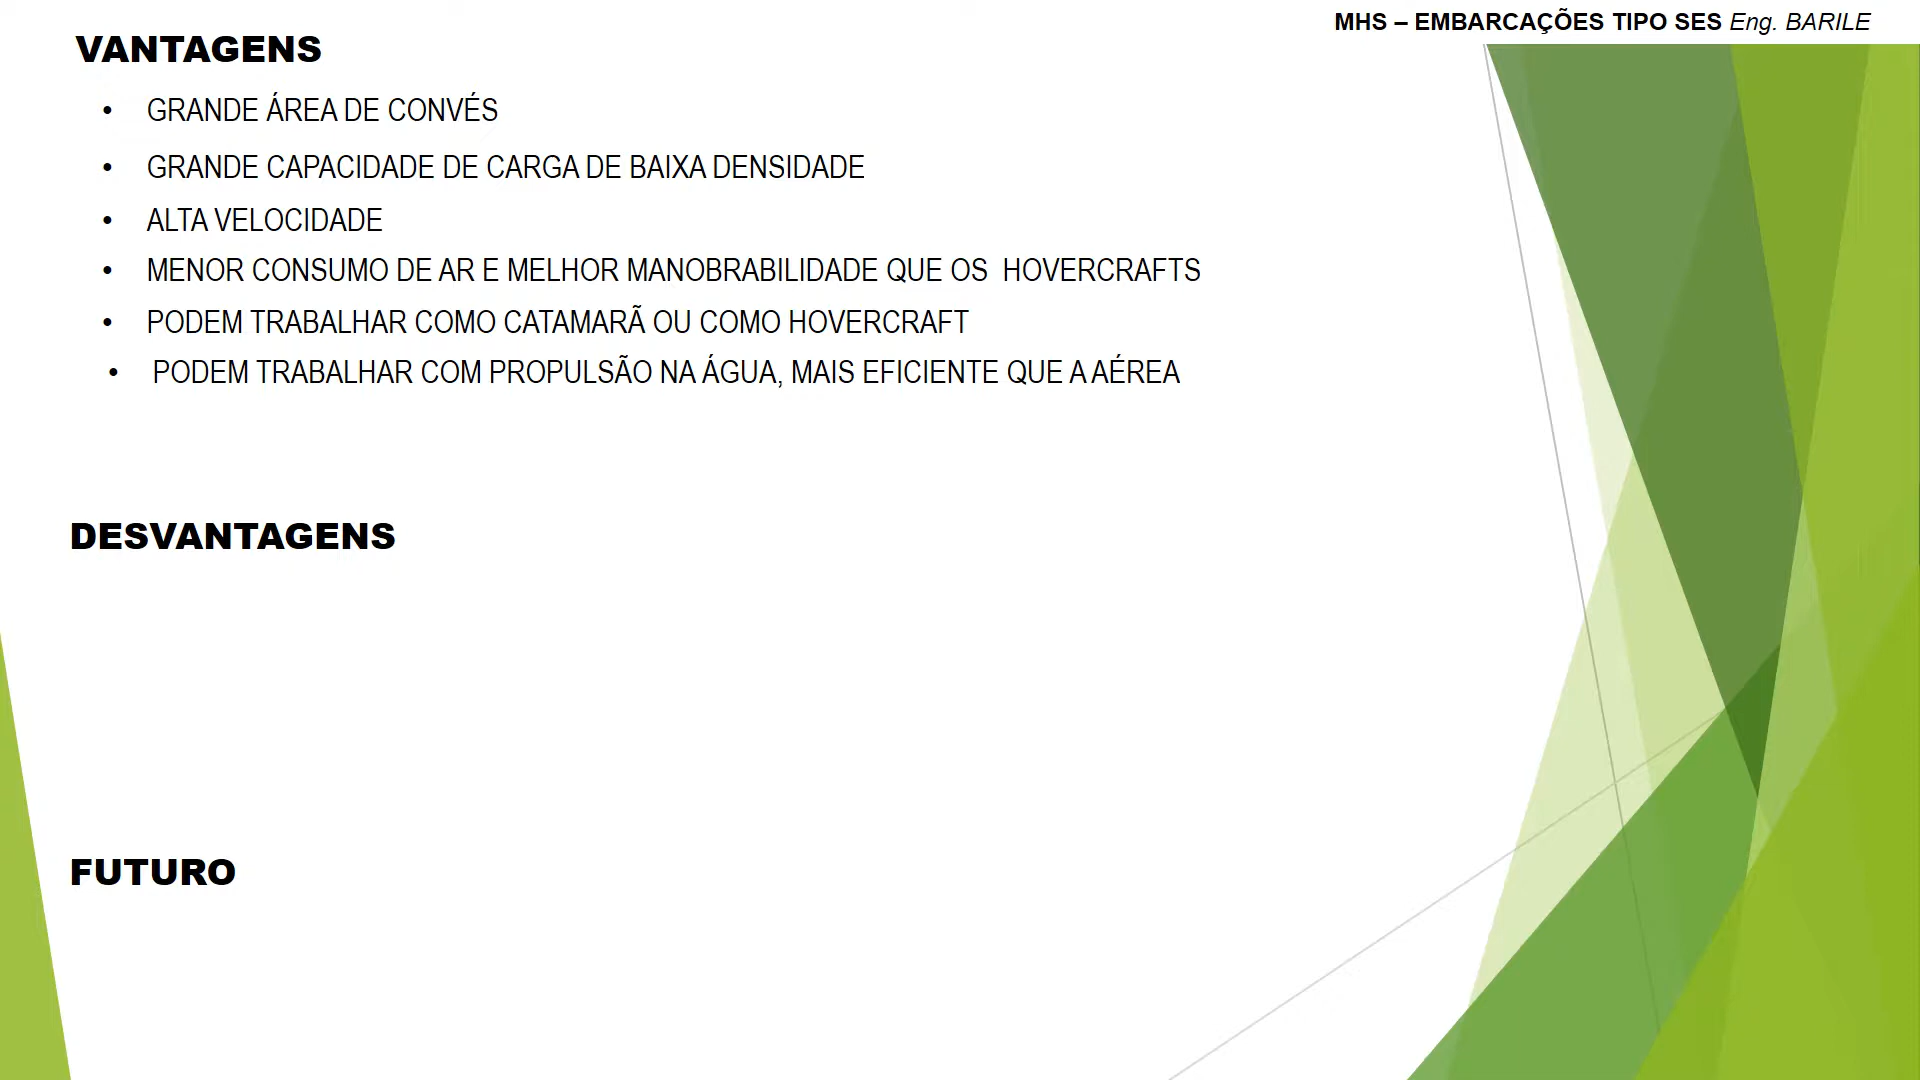 MHS – EMBARCAÇÕES TIPO SES Eng. BARILE
VANTAGENS
• GRANDE ÁREA DE CONVÉS
• GRANDE CAPACIDADE DE CARGA DE BAIXA DENSIDADE
• ALTA VELOCIDADE
• MENOR CONSUMO DE AR E MELHOR MANOBRABILIDADE QUE OS HOVERCRAFTS
• PODEM TRABALHAR COMO CATAMARÃ OU COMO HOVERCRAFT
• PODEM TRABALHAR COM PROPULSÃO NA ÁGUA, MAIS EFICIENTE QUE A AÉREA
DESVANTAGENS
FUTURO